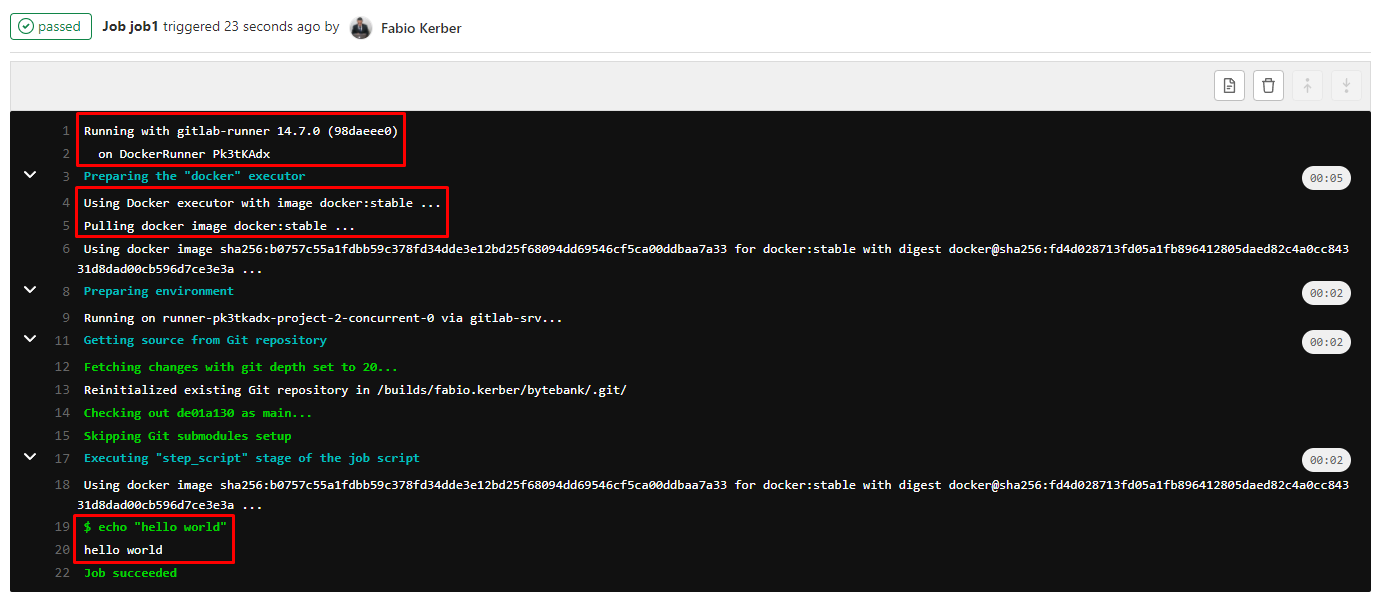 passed Job job1 triggered 23 seconds ago by Fabio Kerber
1 Running with gitlab-runner 14.7.0 (98daeee0)
2 on DockerRunner Pk3tKAdx
3 Preparing the "docker" executor 00:05
4 Using Docker executor with image docker:stable ...
5 Pulling docker image docker:stable ...
6 Using docker image sha256:b0757c55a1fdbb59c378fd34dde3e12bd25f68094dd69546cf5ca00ddbaa7a33 for docker:stable with digest docker@sha256:fd4d028713fd05a1fb896412805daed82c4a0cc843
31d8dad00cb596d7ce3e3a ...
8 Preparing environment 00:02
9 Running on runner-pk3tkadx-project-2-concurrent-0 via gitlab-srv...
11 Getting source from Git repository 00:02
12 Fetching changes with git depth set to 20...
13 Reinitialized existing Git repository in /builds/fabio.kerber/bytebank/.git/
14 Checking out de01a130 as main...
15 Skipping Git submodules setup
17 Executing "step_script" stage of the job script 00:02
18 Using docker image sha256:b0757c55a1fdbb59c378fd34dde3e12bd25f68094dd69546cf5ca00ddbaa7a33 for docker:stable with digest docker@sha256:fd4d028713fd05a1fb896412805daed82c4a0cc843
31d8dad00cb596d7ce3e3a ...
19 $ echo "hello world"
20 hello world
22 Job succeeded